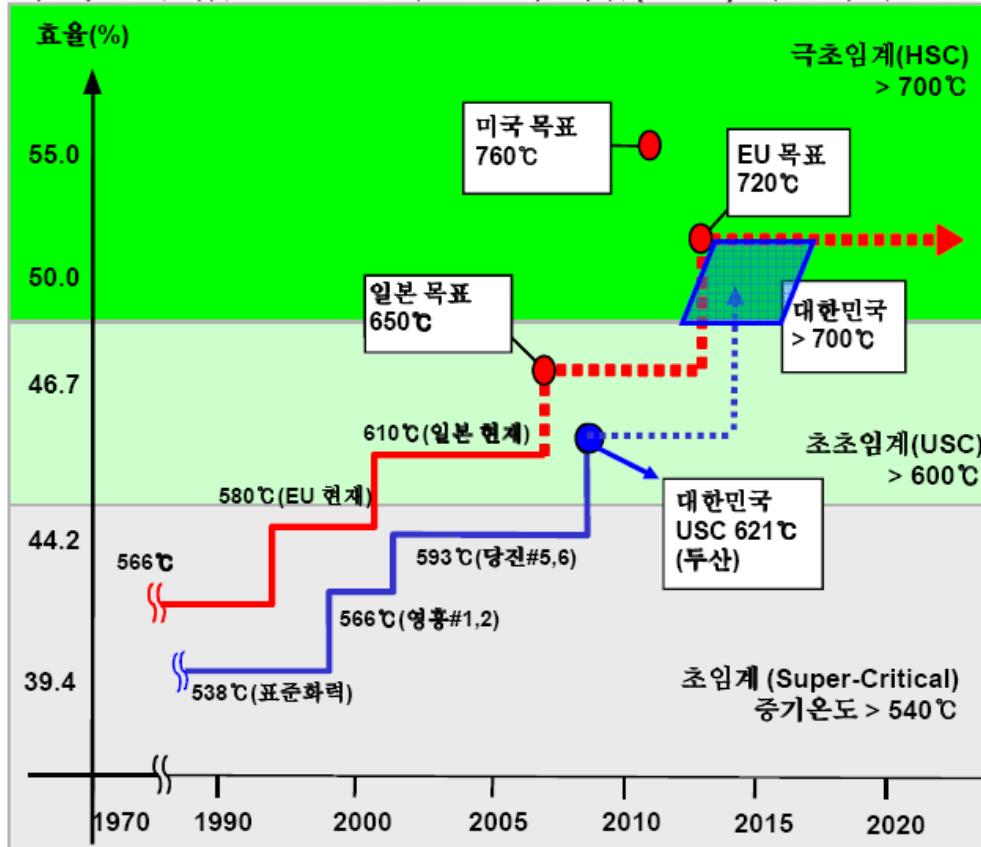 효율(%)
극초임계(HSC)
> 700℃
미국 목표
760℃
55.0
EU 목표
720℃
50.0
일본 목표
650℃
대한민국
> 700℃
46.7
610℃(일본 현재)
초초임계(USC)
> 600℃
580℃(EU 현재)
대한민국
USC 621℃
(두산)
44.2
566℃
593℃(당진#5,6)
566℃(영흥#1,2)
39.4
538℃(표준화력)
초임계 (Super-Critical)
증기온도 > 540℃
1970 1990 2000 2005 2010 2015 2020